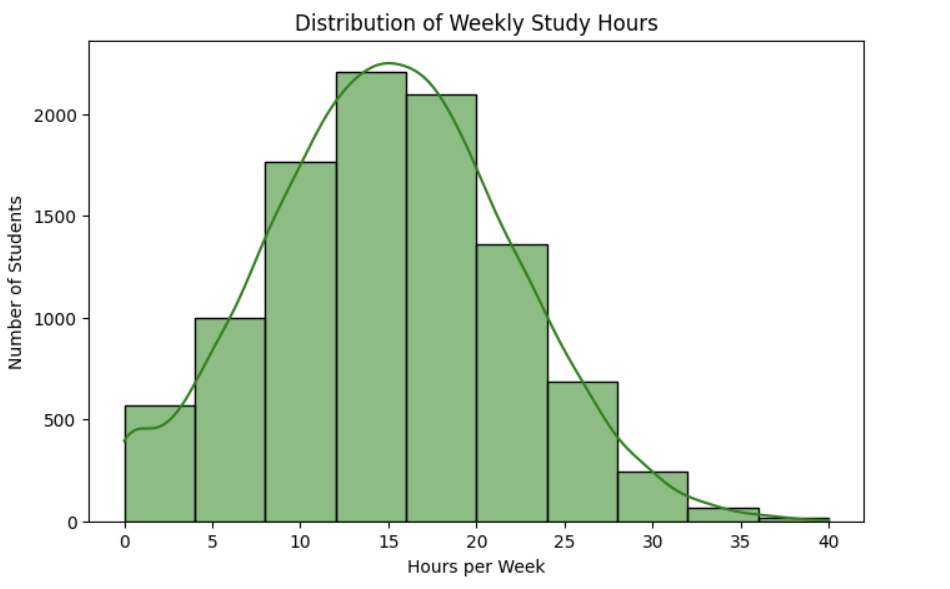 Distribution of Weekly Study Hours
2000
1500
1000
500
0
Number of Students
0 5 10 15 20 25 30 35 40
Hours per Week